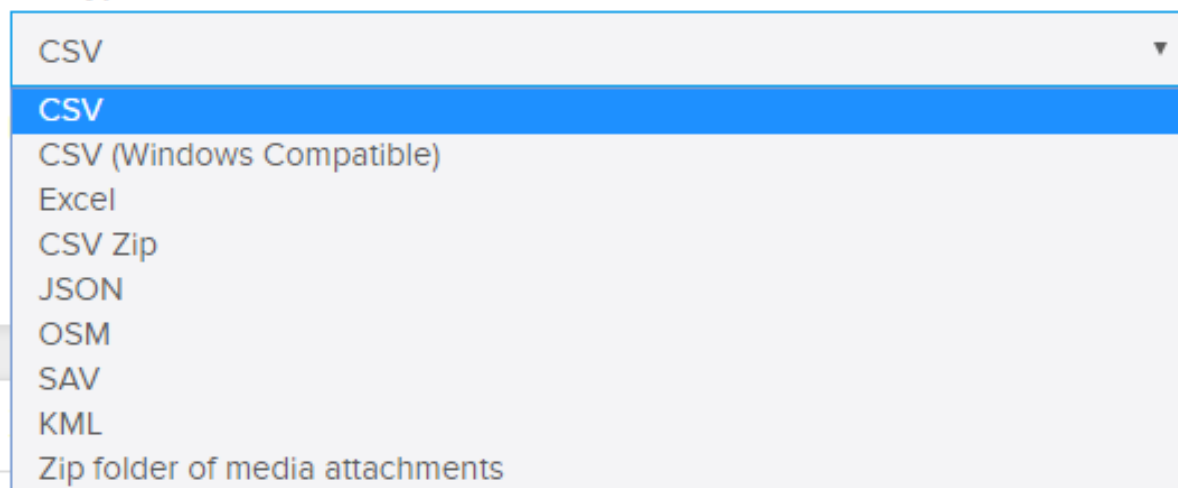 CSV
CSV
CSV (Windows Compatible)
Excel
CSV Zip
JSON
OSM
SAV
KML
Zip folder of media attachments